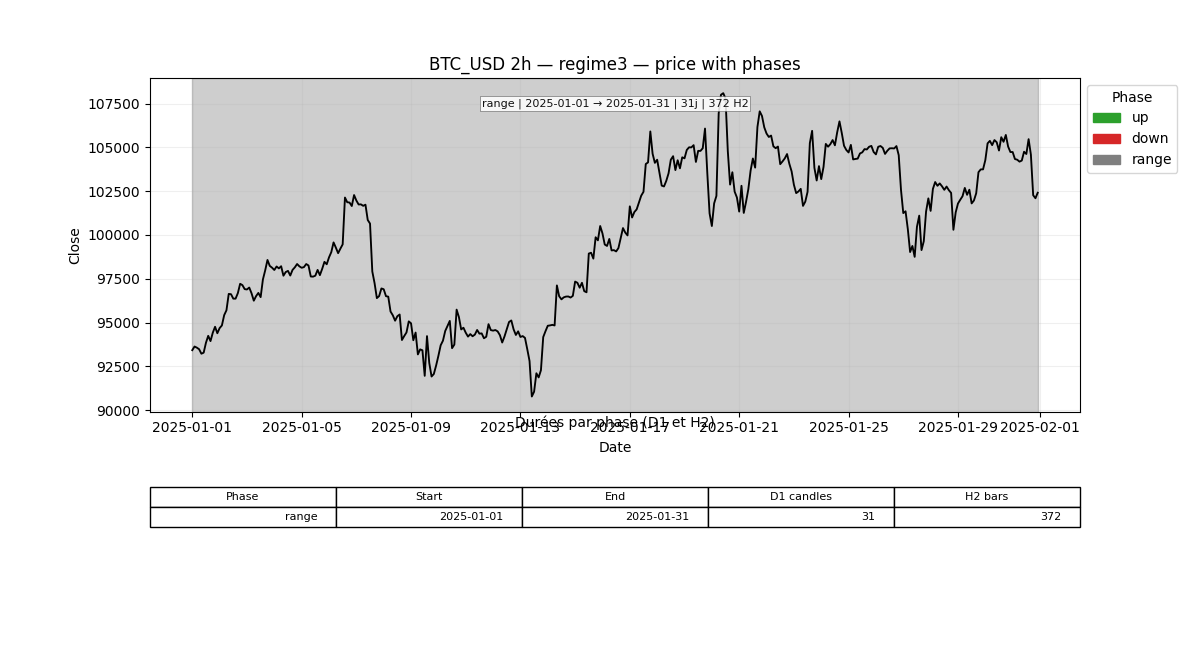 BTC_USD 2h — regime3 — price with phases
range | 2025-01-01 → 2025-01-31 | 31j | 372 H2
Phase
up
down
range
Close
107500
105000
102500
100000
97500
95000
92500
90000
Durées par phase (D1 et H2)
2025-01-01 2025-01-05 2025-01-09 2025-01-13 2025-01-17 2025-01-21 2025-01-25 2025-01-29 2025-02-01
Date
Phase Start End D1 candles H2 bars
range 2025-01-01 2025-01-31 31 372